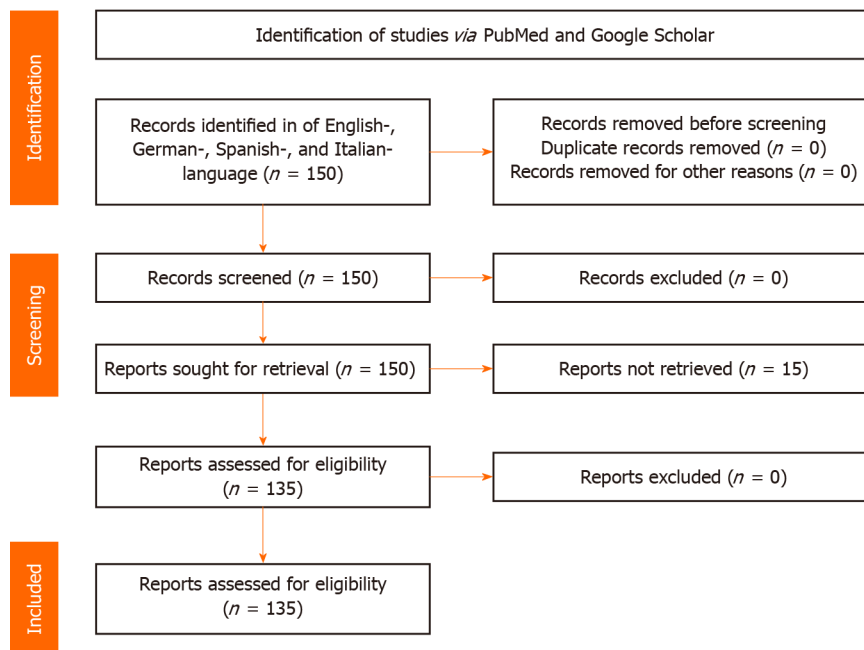 Identification
Identification of studies via PubMed and Google Scholar
Records identified in of English-,
German-, Spanish-, and Italian-
language (n = 150)
Records removed before screening
Duplicate records removed (n = 0)
Records removed for other reasons (n = 0)
Screening
Records screened (n = 150)
Records excluded (n = 0)
Reports sought for retrieval (n = 150)
Reports not retrieved (n = 15)
Reports assessed for eligibility
(n = 135)
Reports excluded (n = 0)
Included
Reports assessed for eligibility
(n = 135)